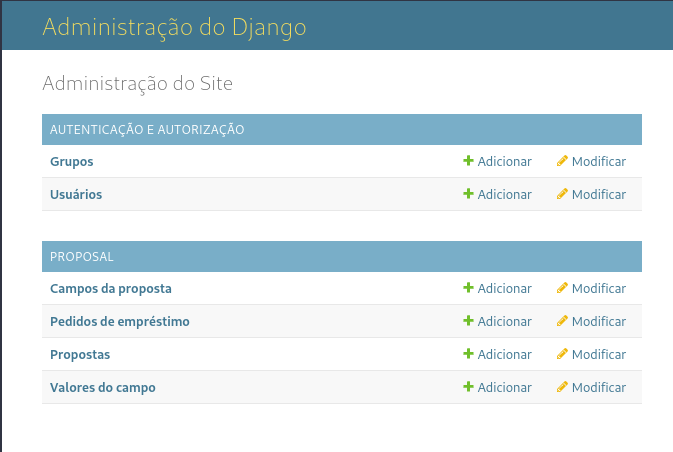 Administração do Django
Administração do Site
AUTENTICAÇÃO E AUTORIZAÇÃO
Grupos Adicionar Modificar
Usuários Adicionar Modificar
PROPOSAL
Campos da proposta Adicionar Modificar
Pedidos de empréstimo Adicionar Modificar
Propostas Adicionar Modificar
Valores do campo Adicionar Modificar